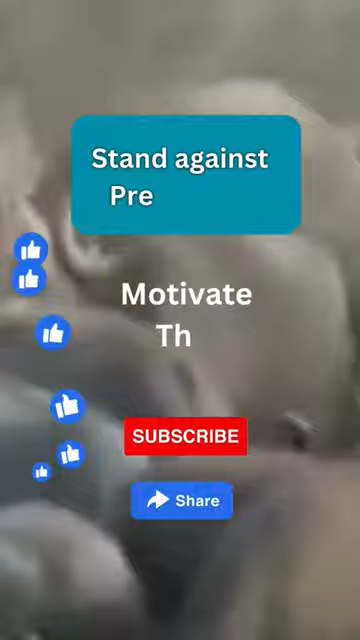 Stand against
Pre
Motivate
Th
SUBSCRIBE
Share